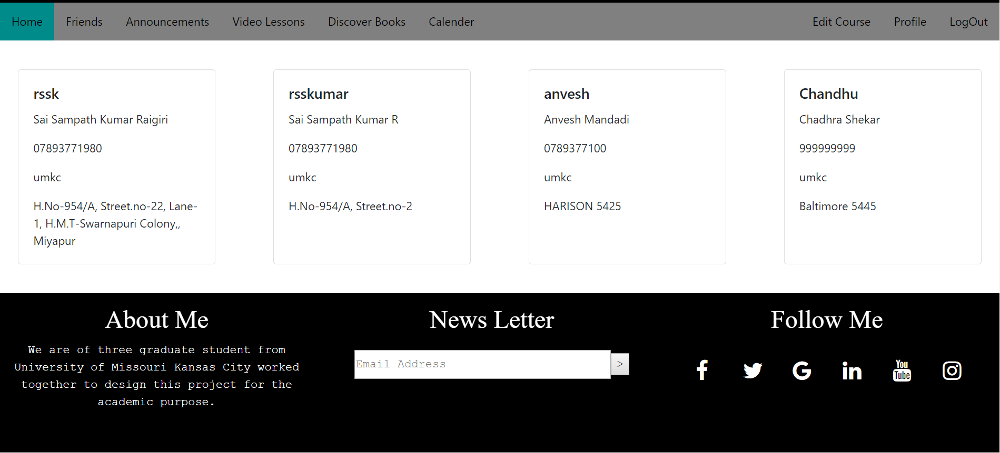 Home Friends Announcements Video Lessons Discover Books Calender Edit Course Profile LogOut
rssk
Sai Sampath Kumar Raigiri
07893771980
umkc
H.No-954/A, Street.no-22, Lane-
1, H.M.T-Swarnapuri Colony,,
Miyapur
rsskumar
Sai Sampath Kumar R
07893771980
umkc
H.No-954/A, Street.no-2
anvesh
Anvesh Mandadi
0789377100
umkc
HARISON 5425
Chandhu
Chadhra Shekar
999999999
umkc
Baltimore 5445
About Me
We are of three graduate student from
University of Missouri Kansas City worked
together to design this project for the
academic purpose.
News Letter
Email Address >
Follow Me
You
Tube